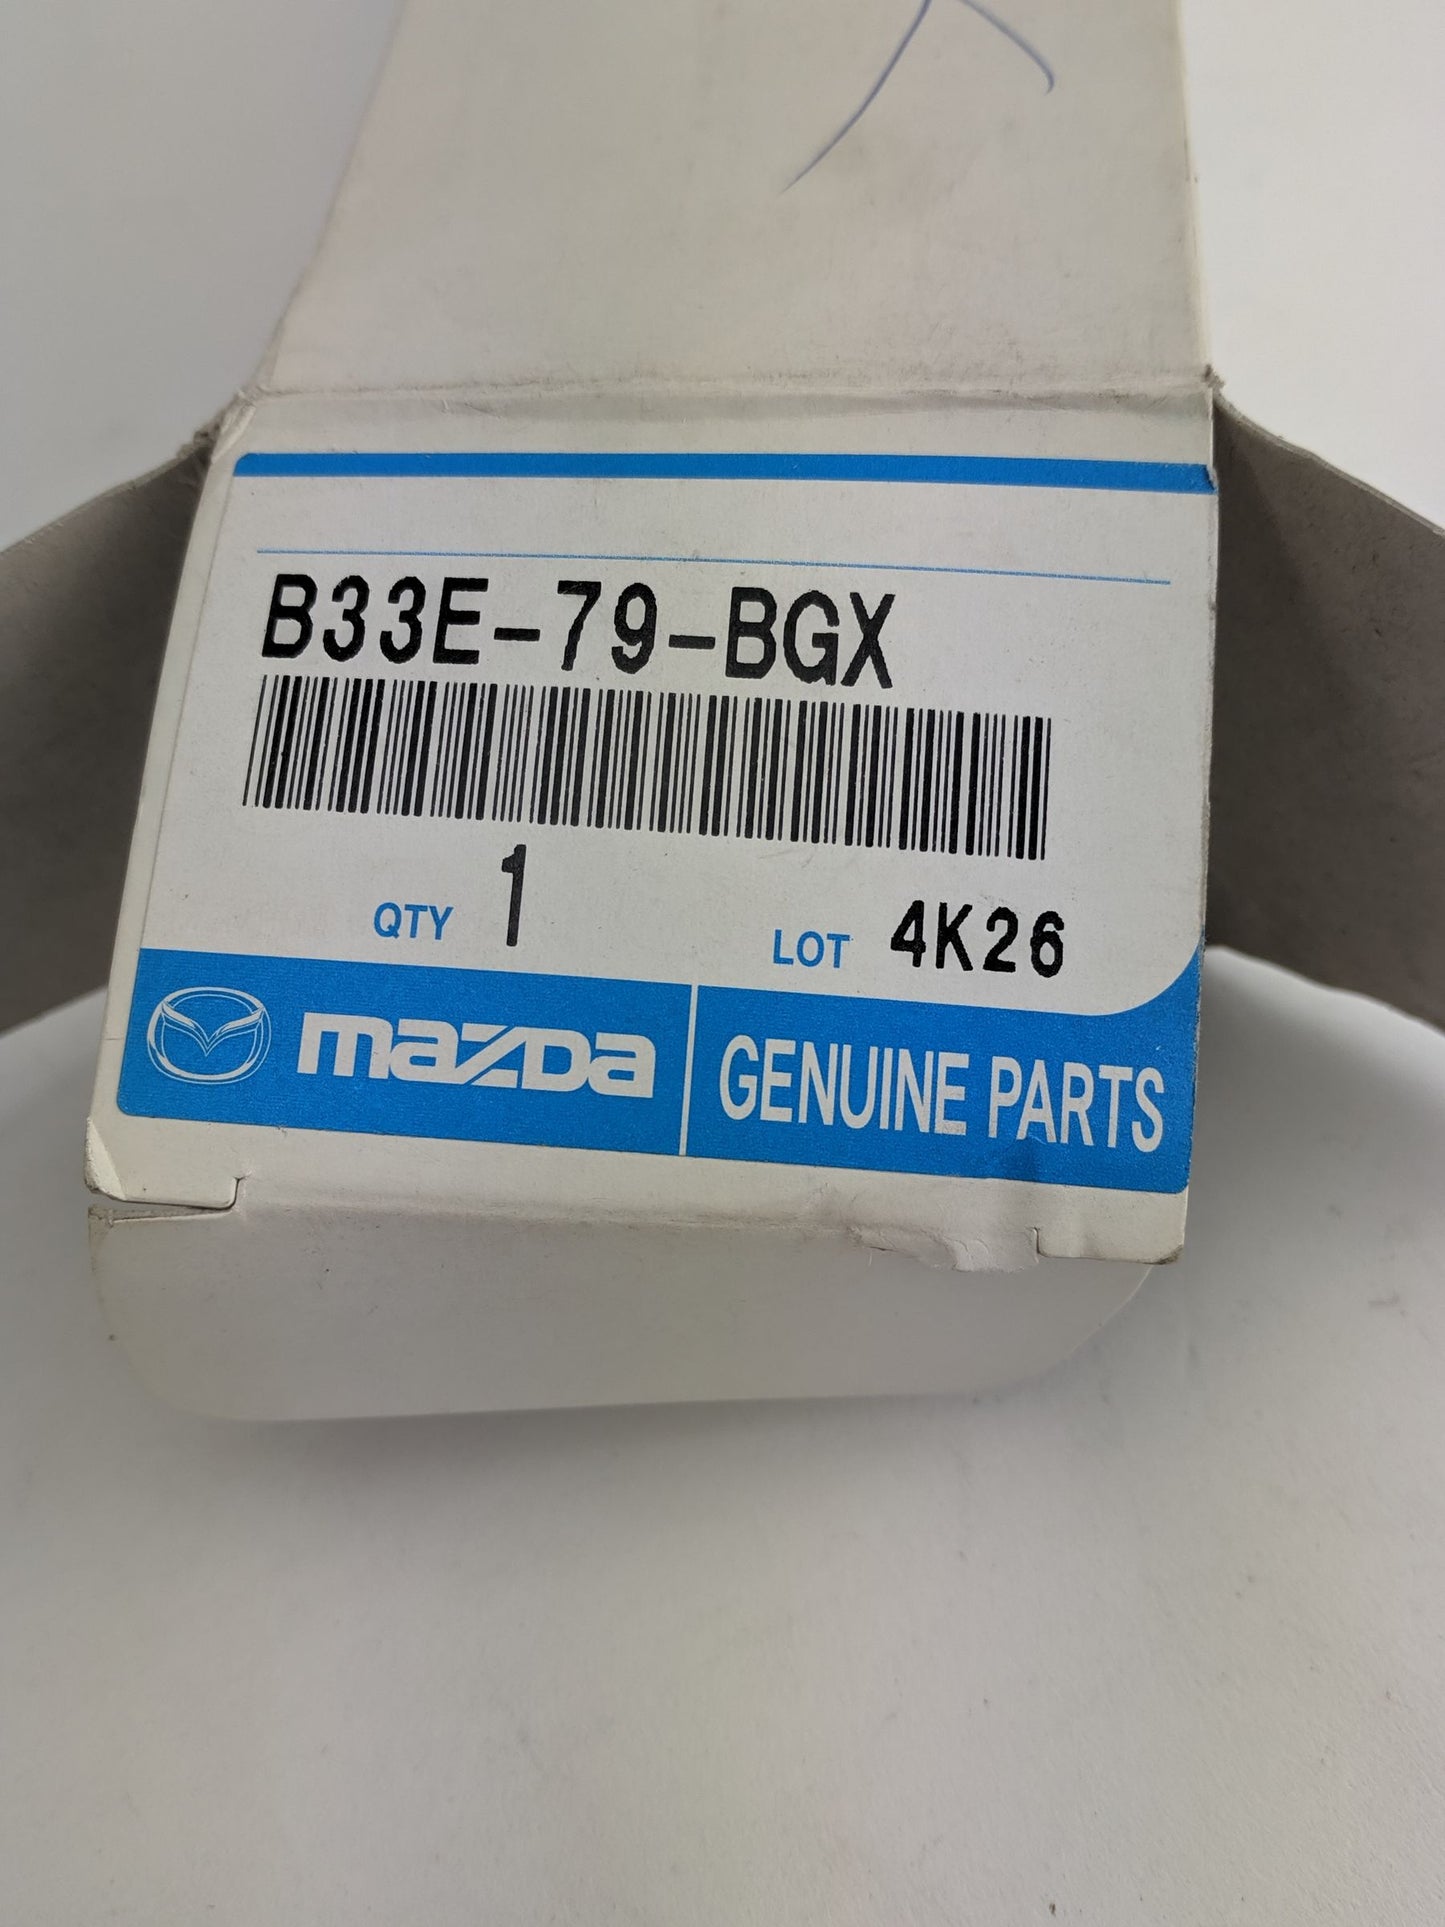 B33E-79-BGX
QTY 1 LOT 4K26
mazda GENUINE PARTS